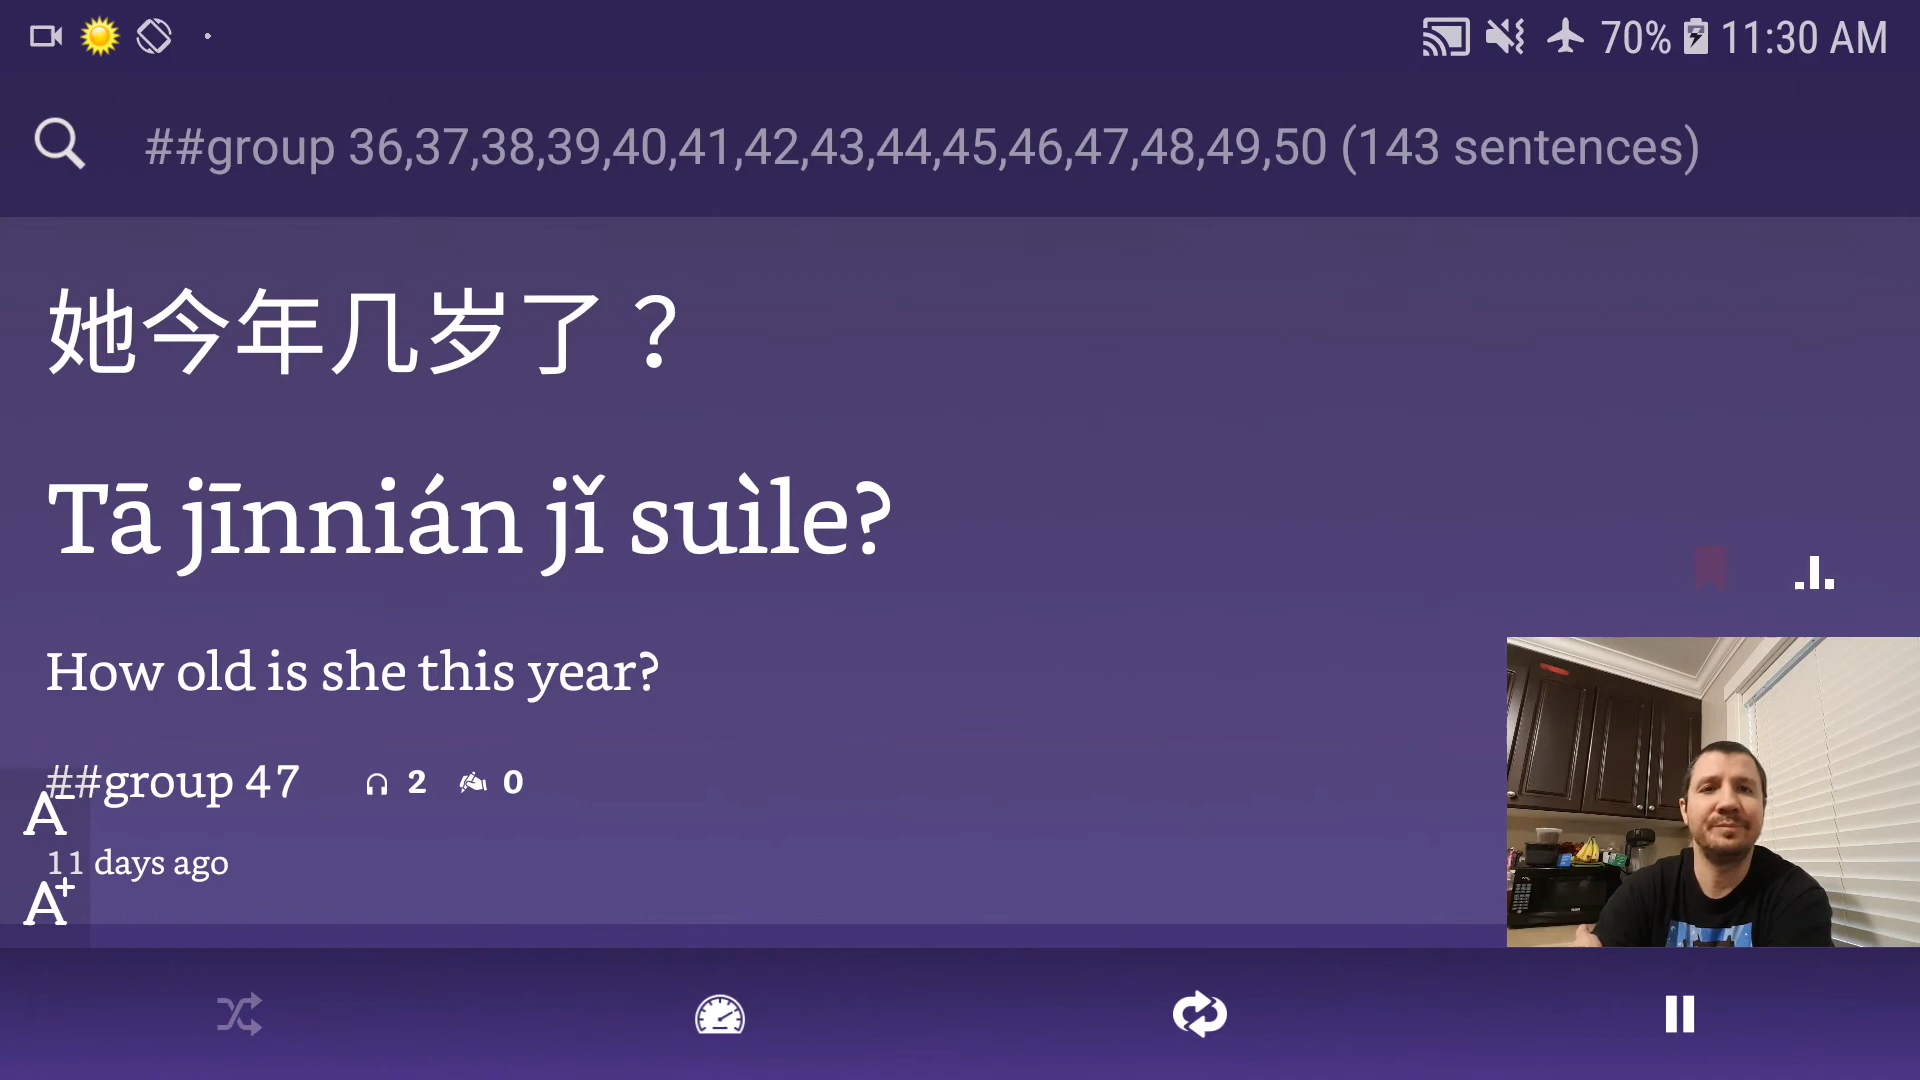 70% 11:30 AM
##group 36,37,38,39,40,41,42,43,44,45,46,47,48,49,50 (143 sentences)
她今年几岁了？
Tā jīnnián jǐ suìle?
How old is she this year?
##group 47 2 0
A-
11 days ago
A+